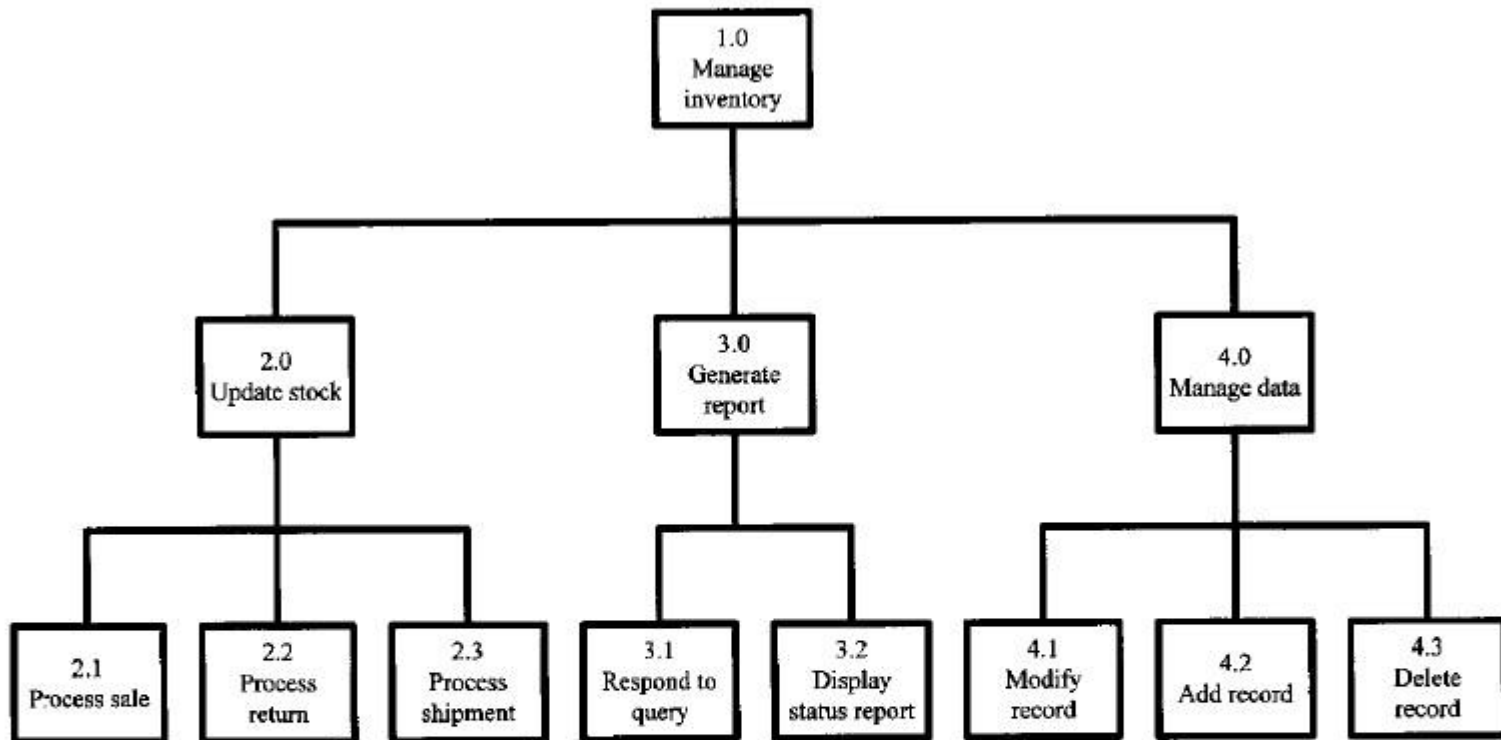 1.0
Manage
inventory
2.0
Update stock
3.0
Generate
report
4.0
Manage data
2.1
Process sale
2.2
Process
return
2.3
Process
shipment
3.1
Respond to
query
3.2
Display
status report
4.1
Modify
record
4.2
Add record
4.3
Delete
record